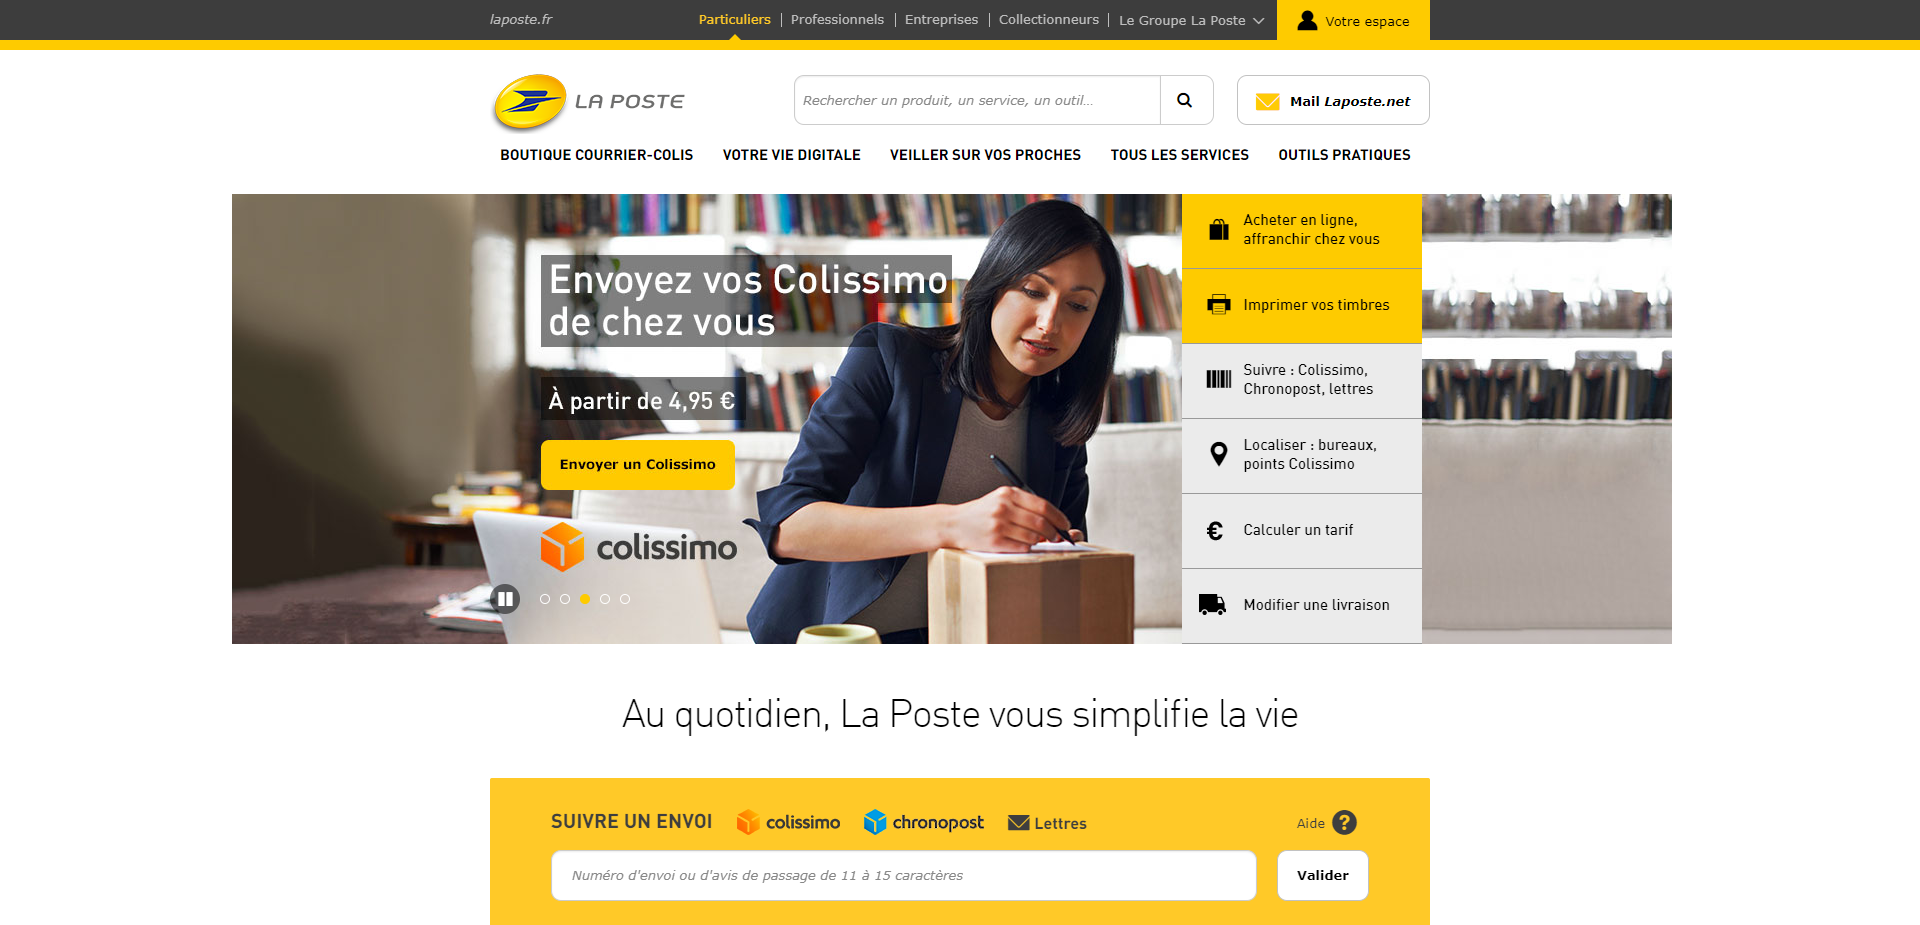 laposte.fr
Particuliers
Professionnels
Entreprises
Collectionneurs
Le Groupe La Poste
Votre espace
LA POSTE
Rechercher un produit, un service, un outil...
Mail Laposte.net
BOUTIQUE COURRIER-COLIS
VOTRE VIE DIGITALE
VEILLER SUR VOS PROCHES
TOUS LES SERVICES
OUTILS PRATIQUES
Envoyez vos Colissimo
de chez vous
À partir de 4,95 €
Envoyer un Colissimo
colissimo
Acheter en ligne,
affranchir chez vous
Imprimer vos timbres
Suivre : Colissimo,
Chronopost, lettres
Localiser : bureaux,
points Colissimo
€ Calculer un tarif
Modifier une livraison
Au quotidien, La Poste vous simplifie la vie
SUIVRE UN ENVOI
colissimo
chronopost
Lettres
Aide ?
Numéro d'envoi ou d'avis de passage de 11 à 15 caractères
Valider